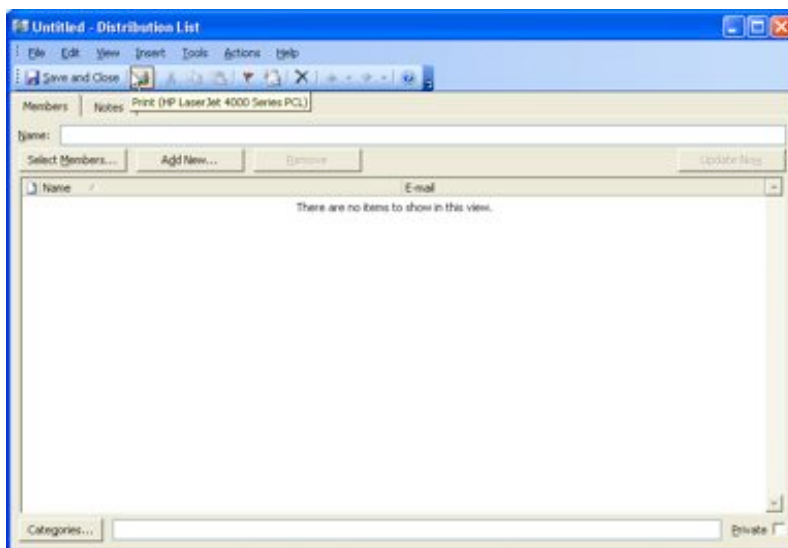 Untitled - Distribution List
File Edit View Insert Tools Actions Help
Save and Close
Print (HP LaserJet 4000 Series PCL)
Members Notes
Name:
Select Members... Add New... Remove Update Now
Name E-mail
There are no items to show in this view.
Categories... Private